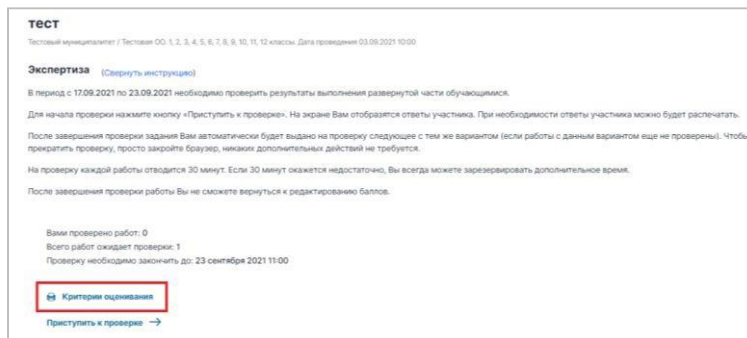 тест
Тестовый муниципалитет / Тестовая ОО. 1, 2, 3, 4, 5, 6, 7, 8, 9, 10, 11, 12 классы. Дата проведения 03.09.2021 10:00
Экспертиза (Свернуть инструкцию)
В период с 17.09.2021 по 23.09.2021 необходимо проверить результаты выполнения развернутой части обучающимися.
Для начала проверки нажмите кнопку «Приступить к проверке». На экране Вам отобразятся ответы участника. При необходимости ответы участника можно будет распечатать.
После завершения проверки задания Вам автоматически будет выдано на проверку следующее с тем же вариантом (если работы с данным вариантом еще не проверены). Чтобы
прекратить проверку, просто закройте браузер, никаких дополнительных действий не требуется.
На проверку каждой работы отводится 30 минут. Если 30 минут окажется недостаточно, Вы всегда можете зарезервировать дополнительное время.
После завершения проверки работы Вы не сможете вернуться к редактированию баллов.
Вами проверено работ: 0
Всего работ ожидает проверки: 1
Проверку необходимо закончить до: 23 сентября 2021 11:00
Критерии оценивания
Приступить к проверке →